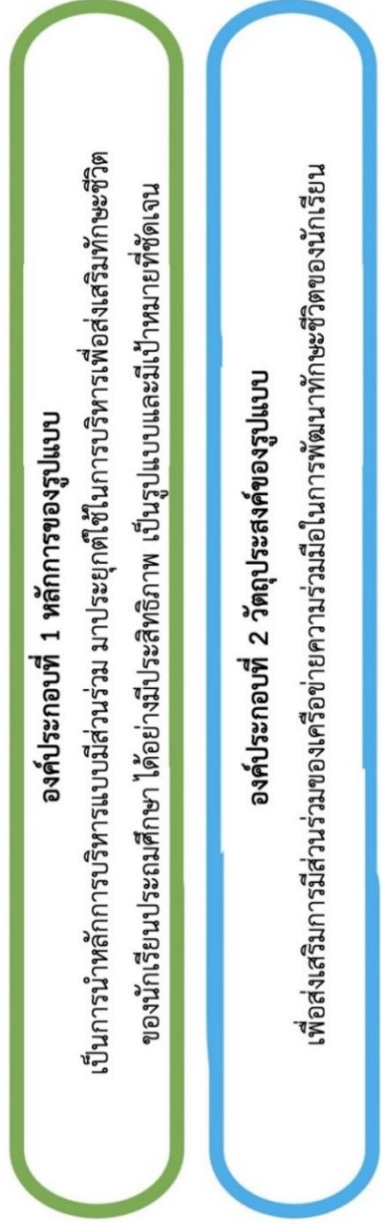 องค์ประกอบที่ 1 หลักการของรูปแบบ
เป็นการนำหลักการบริหารแบบมีส่วนร่วม มาประยุกต์ใช้ในการบริหารเพื่อส่งเสริมทักษะชีวิต
ของนักเรียนประถมศึกษา ได้อย่างมีประสิทธิภาพ เป็นรูปแบบและมีเป้าหมายที่ชัดเจน
องค์ประกอบที่ 2 วัตถุประสงค์ของรูปแบบ
เพื่อส่งเสริมการมีส่วนร่วมของเครือข่ายความร่วมมือในการพัฒนาทักษะชีวิตของนักเรียน